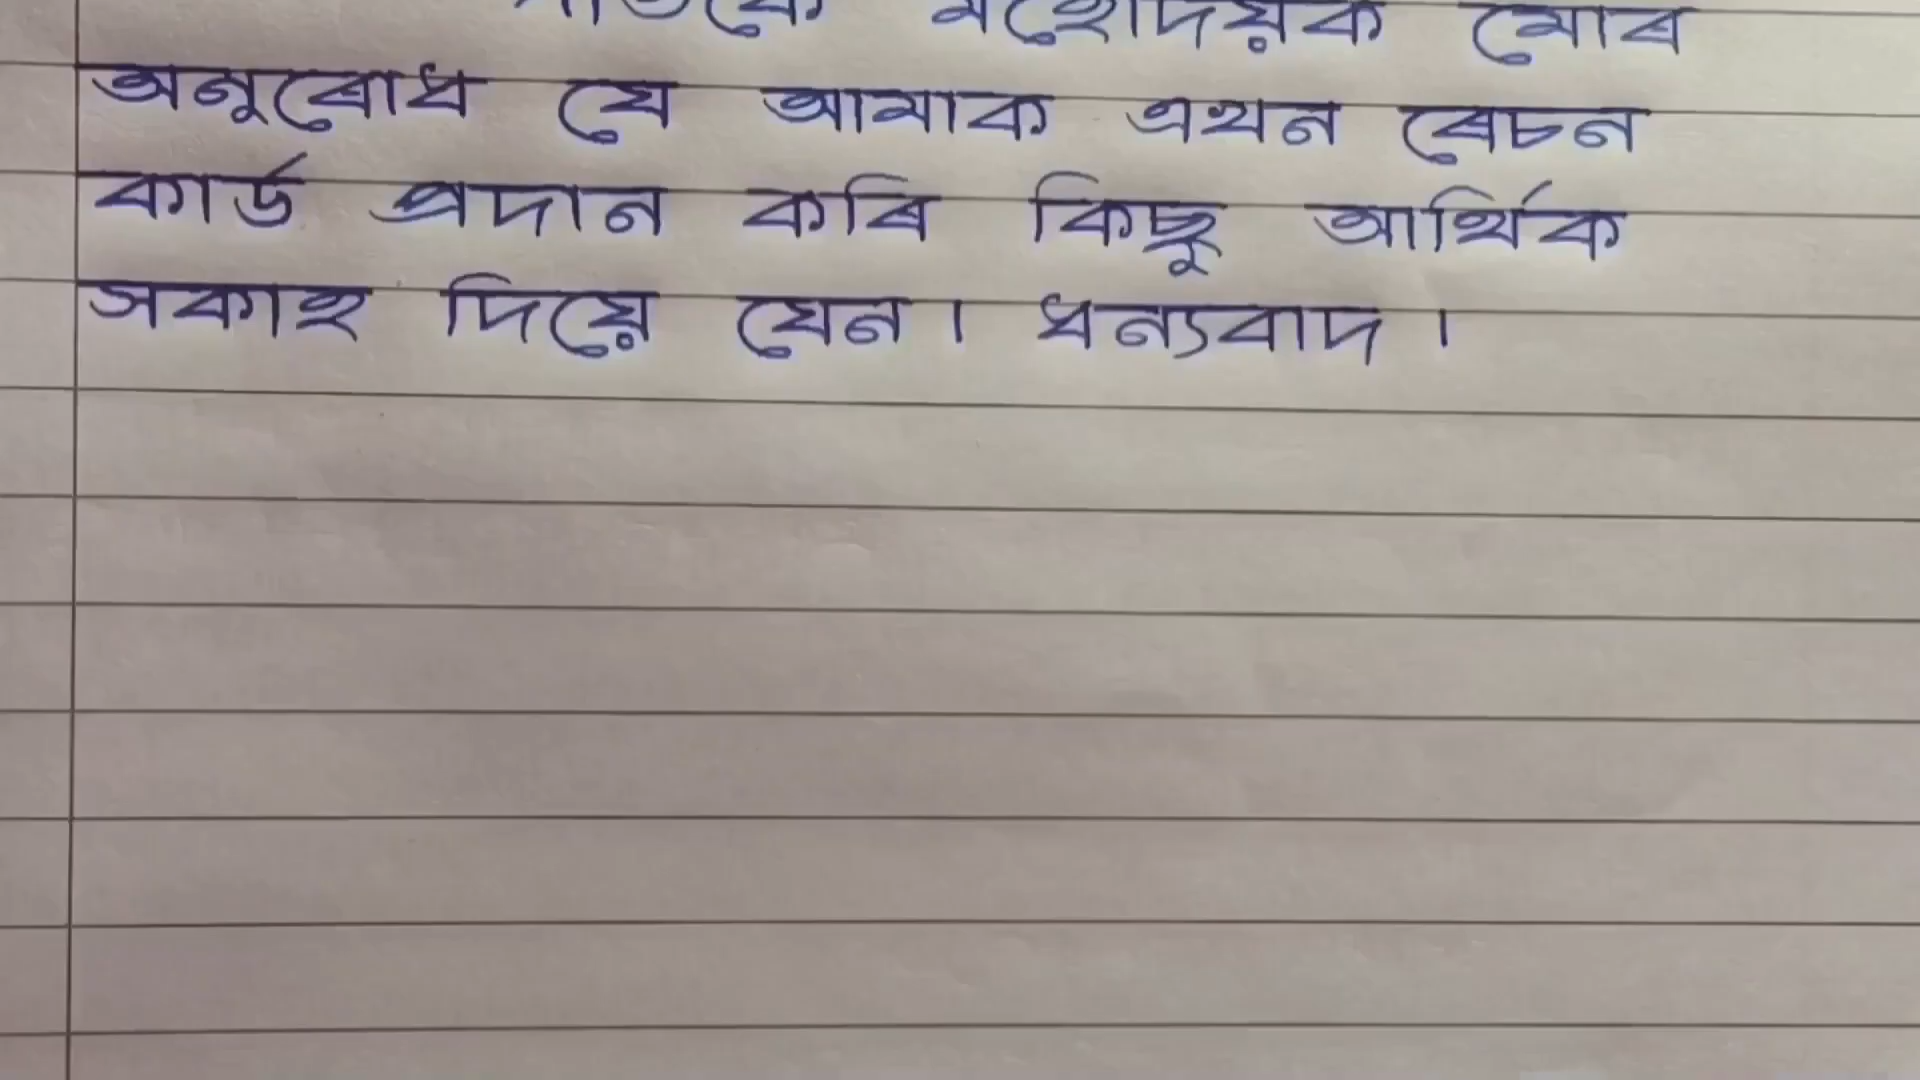 মহোদয়ক মোৰ
অনুৰোধ যে আমাক এখন ৰেচন
কাৰ্ড প্ৰদান কৰি কিছু আৰ্থিক
সকাহ দিয়ে যেন। ধন্যবাদ।